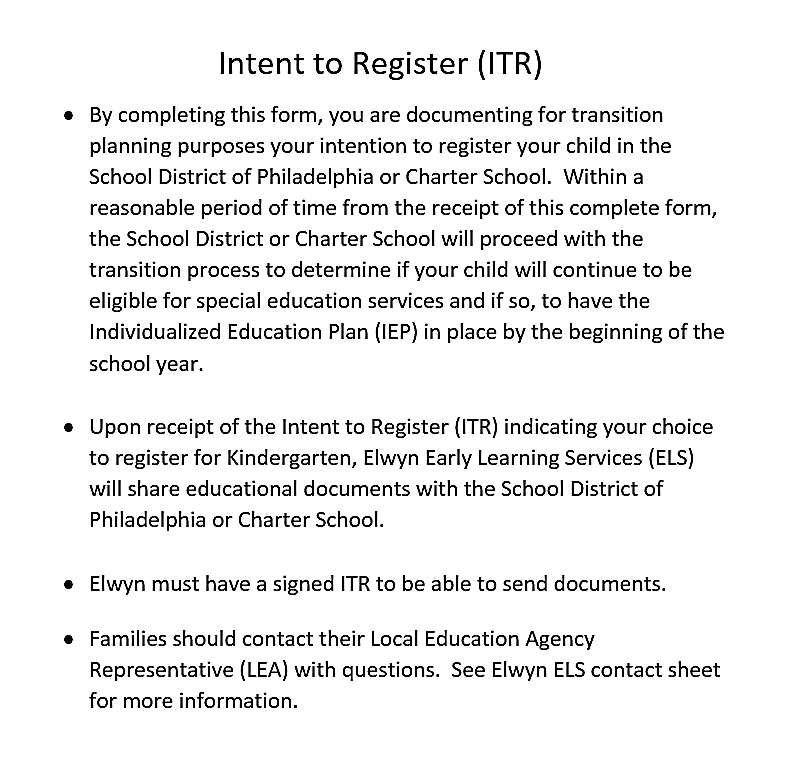 Intent to Register (ITR)
• By completing this form, you are documenting for transition
planning purposes your intention to register your child in the
School District of Philadelphia or Charter School.  Within a
reasonable period of time from the receipt of this complete form,
the School District or Charter School will proceed with the
transition process to determine if your child will continue to be
eligible for special education services and if so, to have the
Individualized Education Plan (IEP) in place by the beginning of the
school year.
• Upon receipt of the Intent to Register (ITR) indicating your choice
to register for Kindergarten, Elwyn Early Learning Services (ELS)
will share educational documents with the School District of
Philadelphia or Charter School.
• Elwyn must have a signed ITR to be able to send documents.
• Families should contact their Local Education Agency
Representative (LEA) with questions.  See Elwyn ELS contact sheet
for more information.